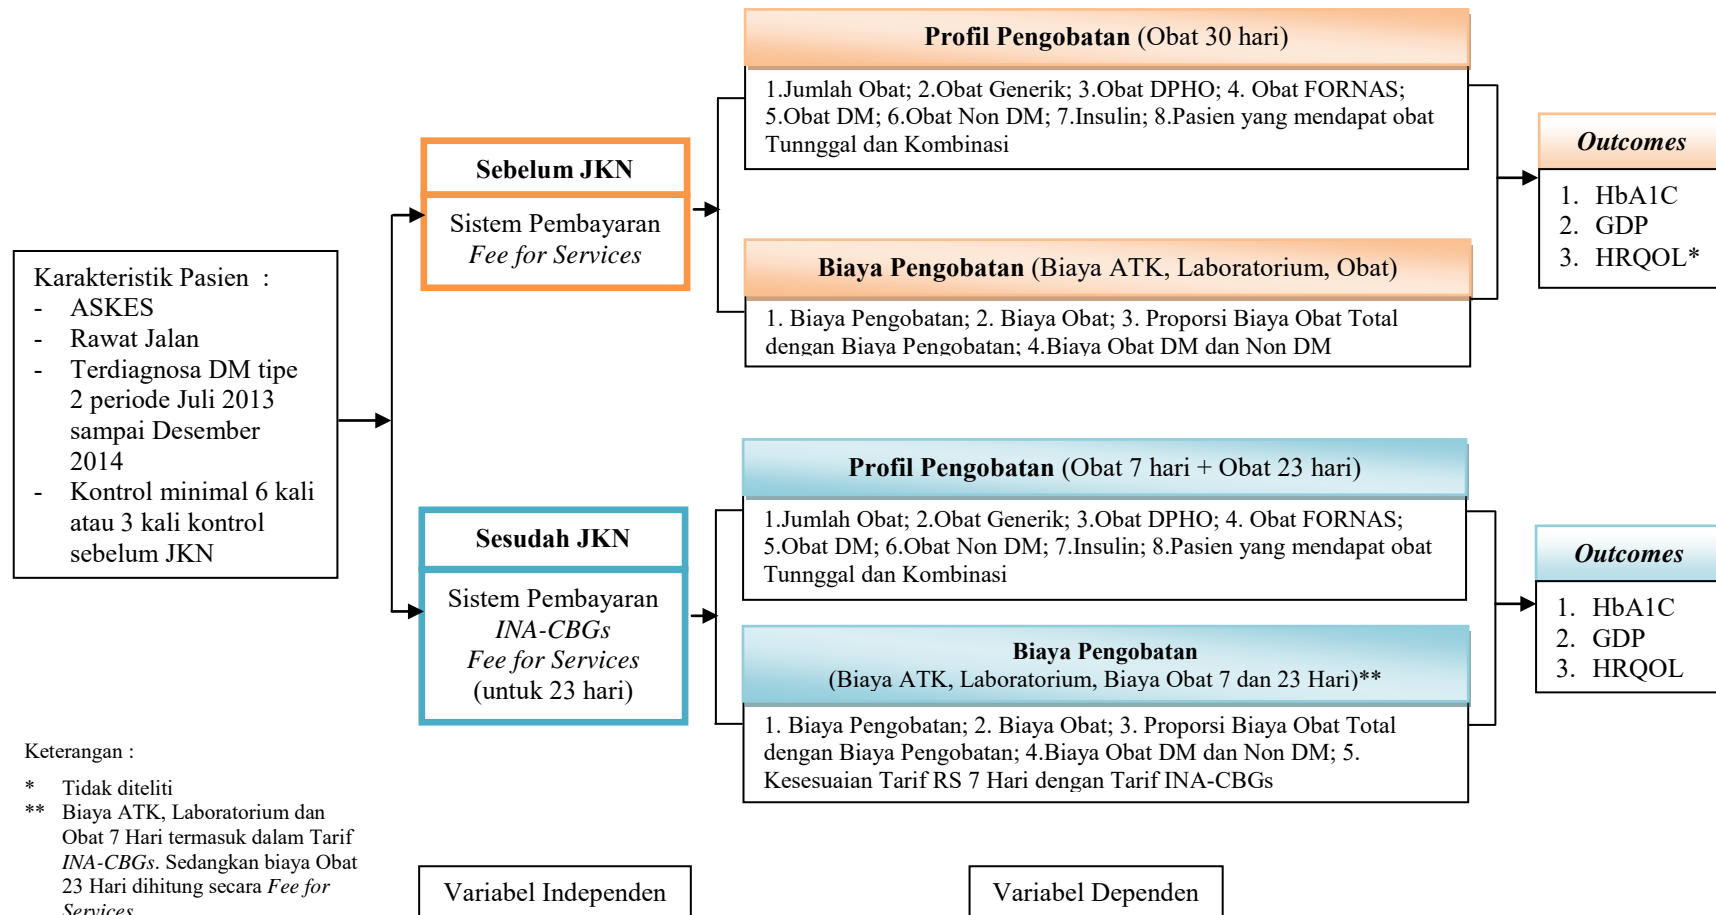 Karakteristik Pasien :
- ASKES
- Rawat Jalan
- Terdiagnosa DM tipe
2 periode Juli 2013
sampai Desember
2014
- Kontrol minimal 6 kali
atau 3 kali kontrol
sebelum JKN
Sebelum JKN
Sistem Pembayaran
Fee for Services
Profil Pengobatan (Obat 30 hari)
1.Jumlah Obat; 2.Obat Generik; 3.Obat DPHO; 4. Obat FORNAS;
5.Obat DM; 6.Obat Non DM; 7.Insulin; 8.Pasien yang mendapat obat
Tunnggal dan Kombinasi
Biaya Pengobatan (Biaya ATK, Laboratorium, Obat)
1. Biaya Pengobatan; 2. Biaya Obat; 3. Proporsi Biaya Obat Total
dengan Biaya Pengobatan; 4.Biaya Obat DM dan Non DM
Outcomes
1. HbA1C
2. GDP
3. HRQOL*
Sesudah JKN
Sistem Pembayaran
INA-CBGs
Fee for Services
(untuk 23 hari)
Profil Pengobatan (Obat 7 hari + Obat 23 hari)
1.Jumlah Obat; 2.Obat Generik; 3.Obat DPHO; 4. Obat FORNAS;
5.Obat DM; 6.Obat Non DM; 7.Insulin; 8.Pasien yang mendapat obat
Tunnggal dan Kombinasi
Biaya Pengobatan
(Biaya ATK, Laboratorium, Biaya Obat 7 dan 23 Hari)**
1. Biaya Pengobatan; 2. Biaya Obat; 3. Proporsi Biaya Obat Total
dengan Biaya Pengobatan; 4.Biaya Obat DM dan Non DM; 5.
Kesesuaian Tarif RS 7 Hari dengan Tarif INA-CBGs
Outcomes
1. HbA1C
2. GDP
3. HRQOL
Keterangan :
* Tidak diteliti
** Biaya ATK, Laboratorium dan
Obat 7 Hari termasuk dalam Tarif
INA-CBGs. Sedangkan biaya Obat
23 Hari dihitung secara Fee for
Services
Variabel Independen
Variabel Dependen